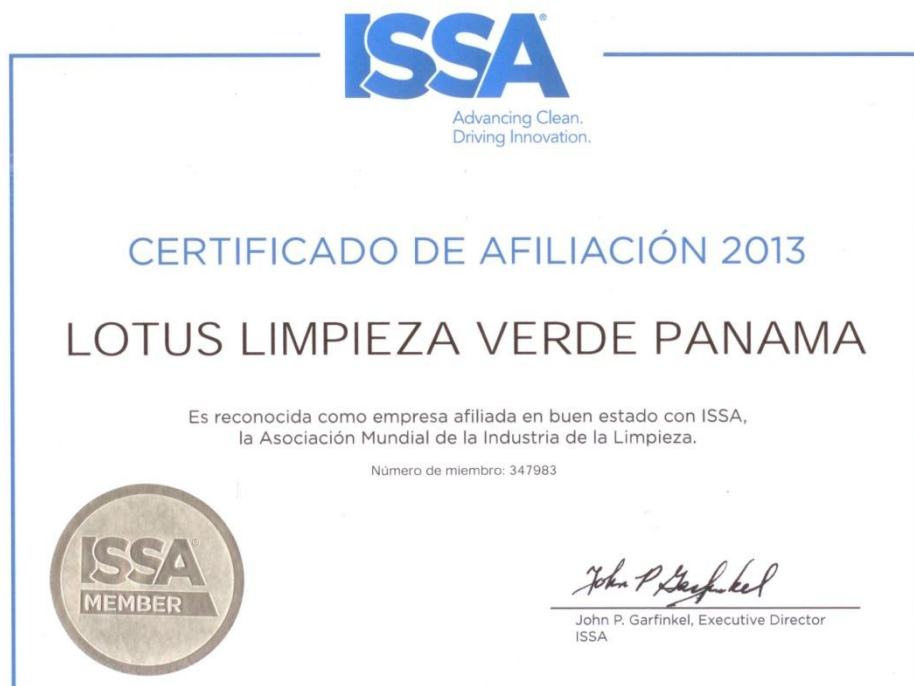 ISSA
Advancing Clean.
Driving Innovation.
CERTIFICADO DE AFILIACIÓN 2013
LOTUS LIMPIEZA VERDE PANAMA
Es reconocida como empresa afiliada en buen estado con ISSA,
la Asociación Mundial de la Industria de la Limpieza.
Número de miembro: 347983
ISSA®
MEMBER
John P Garfinkel
John P. Garfinkel, Executive Director
ISSA